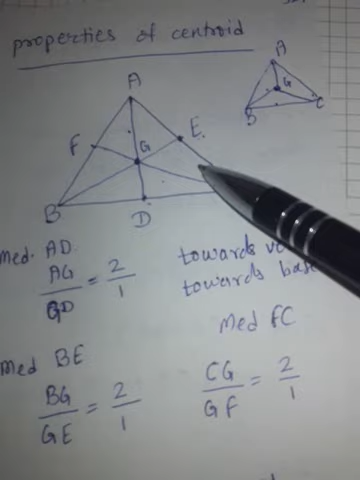 properties of centroid
A
G
B
C
A
F
E.
G
B
D
Med. AD
AG/GD = 2/1
towards
towards base
Med FC
Med BE
BG/GE = 2/1
CG/GF = 2/1